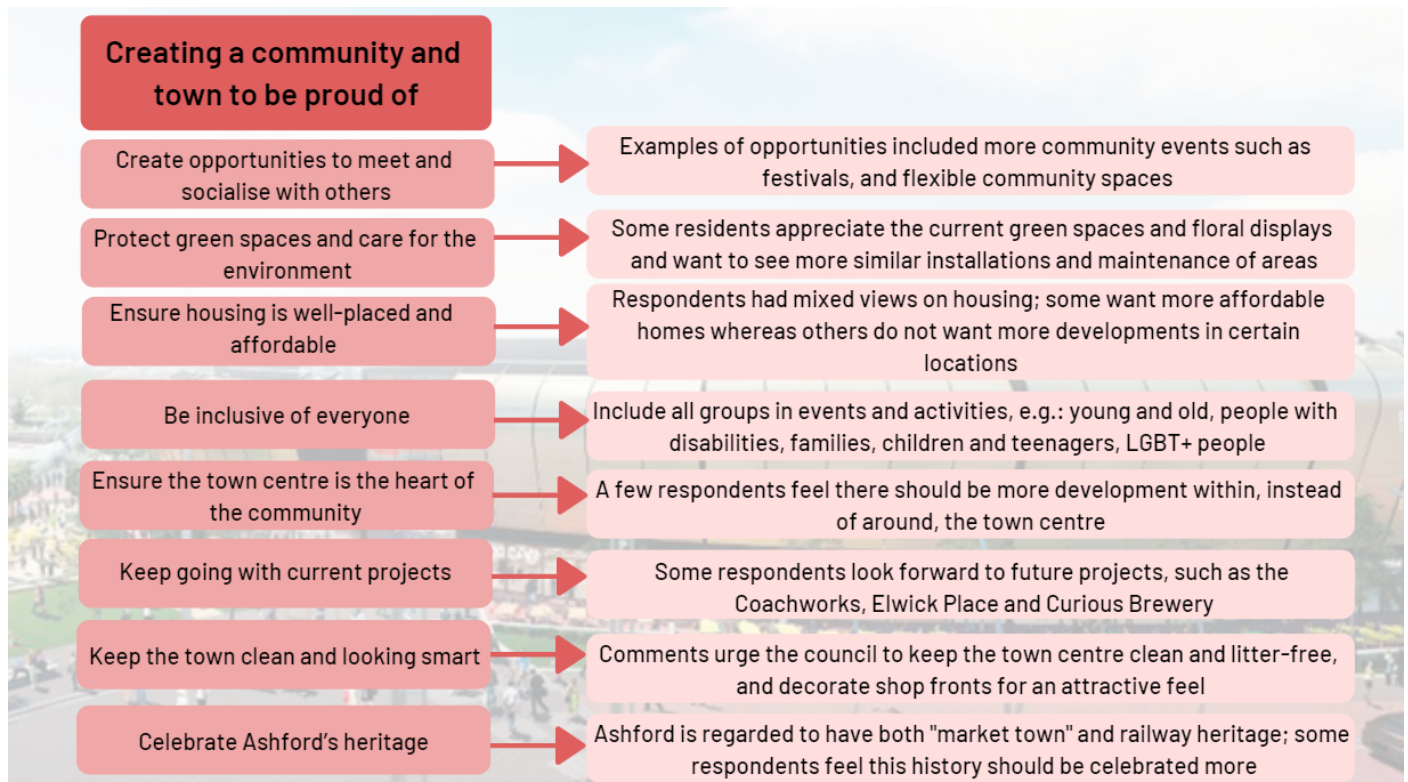 Creating a community and
town to be proud of
Create opportunities to meet and
socialise with others
Examples of opportunities included more community events such as
festivals, and flexible community spaces
Protect green spaces and care for the
environment
Some residents appreciate the current green spaces and floral displays
and want to see more similar installations and maintenance of areas
Ensure housing is well-placed and
affordable
Respondents had mixed views on housing; some want more affordable
homes whereas others do not want more developments in certain
locations
Be inclusive of everyone
Include all groups in events and activities, e.g.: young and old, people with
disabilities, families, children and teenagers, LGBT+ people
Ensure the town centre is the heart of
the community
A few respondents feel there should be more development within, instead
of around, the town centre
Keep going with current projects
Some respondents look forward to future projects, such as the
Coachworks, Elwick Place and Curious Brewery
Keep the town clean and looking smart
Comments urge the council to keep the town centre clean and litter-free,
and decorate shop fronts for an attractive feel
Celebrate Ashford's heritage
Ashford is regarded to have both "market town" and railway heritage; some
respondents feel this history should be celebrated more